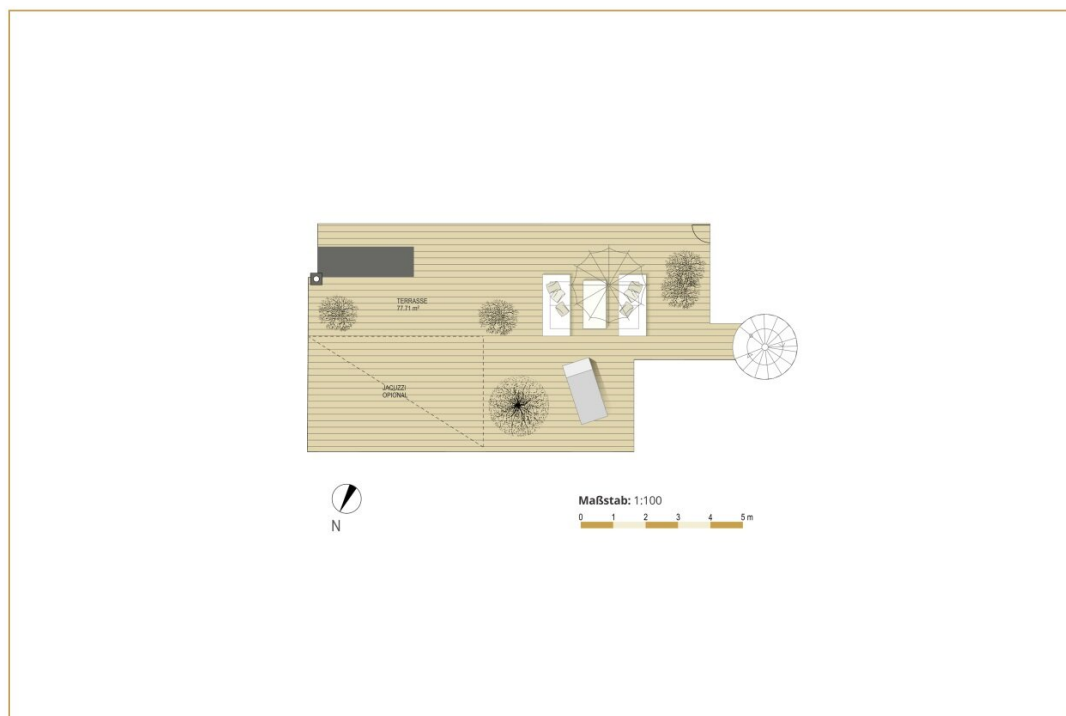 TERRASSE
77.71 m²
JACUZZI
OPIONAL
N
Maßstab: 1:100
0 1 2 3 4 5 m